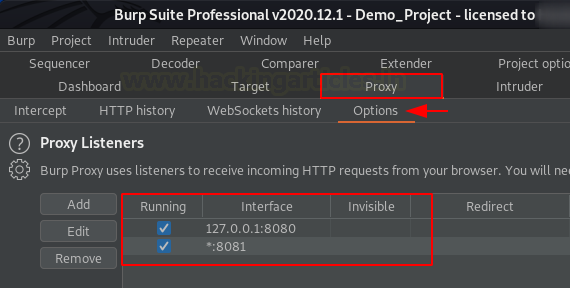 Burp Suite Professional v2020.12.1 - Demo_Project - licensed to
Burp Project Intruder Repeater Window Help
Sequencer Decoder Comparer Extender Project optio
Dashboard Target Proxy Intruder
www.hackingarticles.in
Intercept HTTP history WebSockets history Options
? Proxy Listeners
Burp Proxy uses listeners to receive incoming HTTP requests from your browser. You will nee
Add Running Interface Invisible Redirect
Edit 127.0.0.1:8080
Remove *:8081